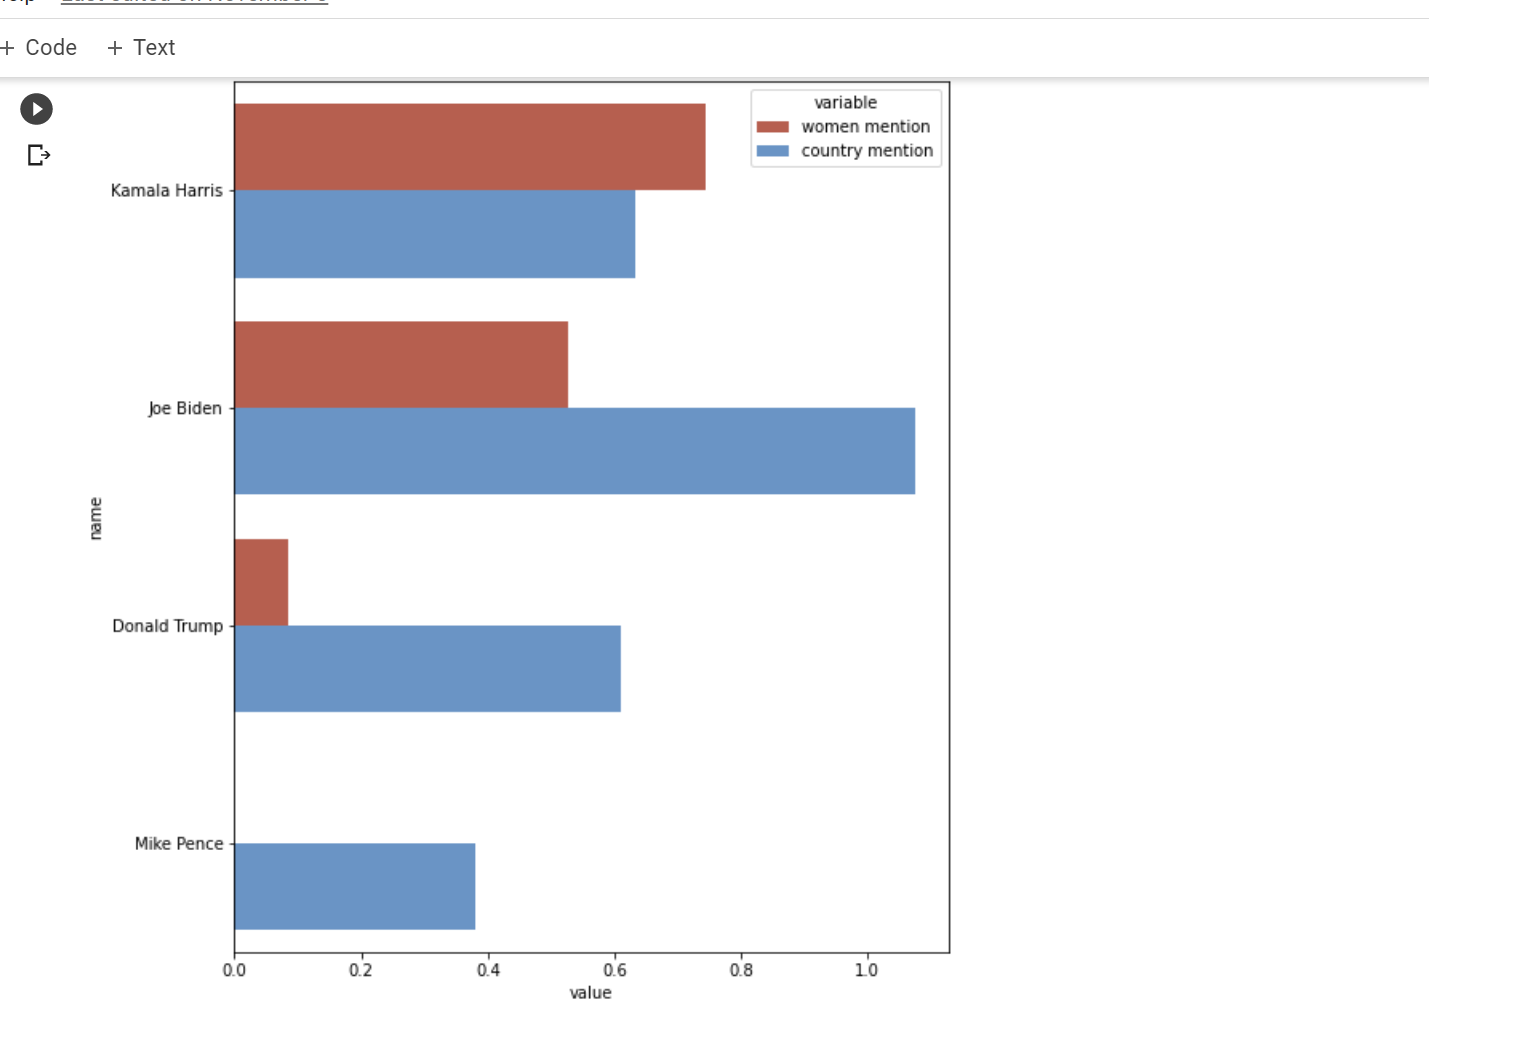 + Code + Text
variable
women mention
country mention
Kamala Harris
Joe Biden
name
Donald Trump
Mike Pence
0.0 0.2 0.4 0.6 0.8 1.0
value